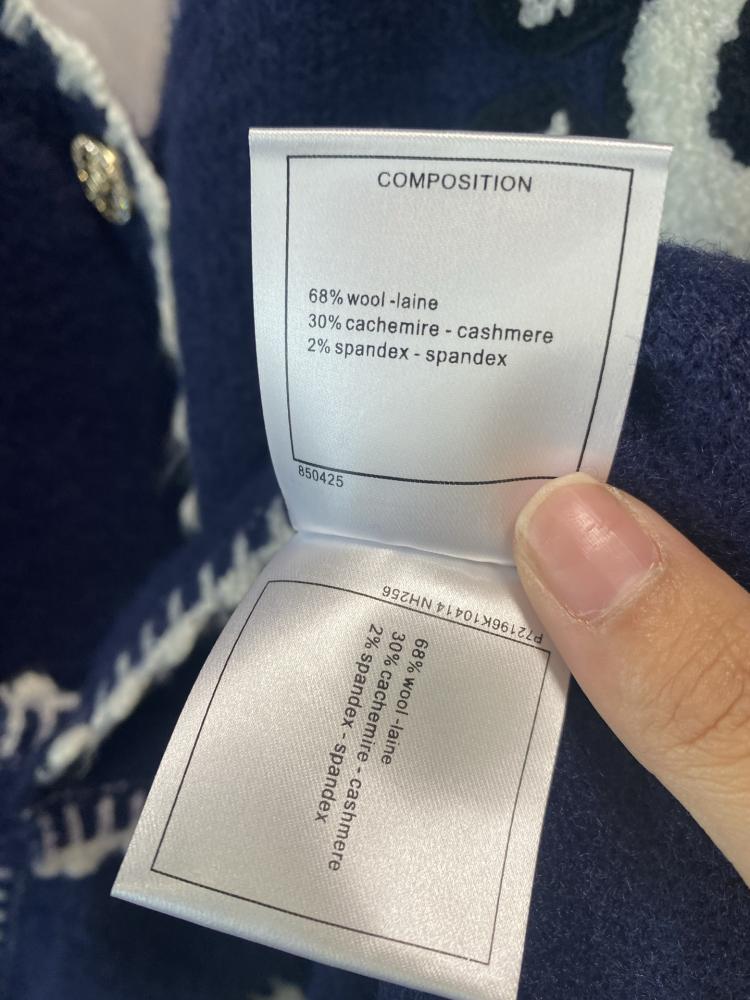 COMPOSITION
68% wool -laine
30% cachemire - cashmere
2% spandex - spandex
850425
P72196K10414 NH256
68% wool -laine
30% cachemire - cashmere
2% spandex - spandex